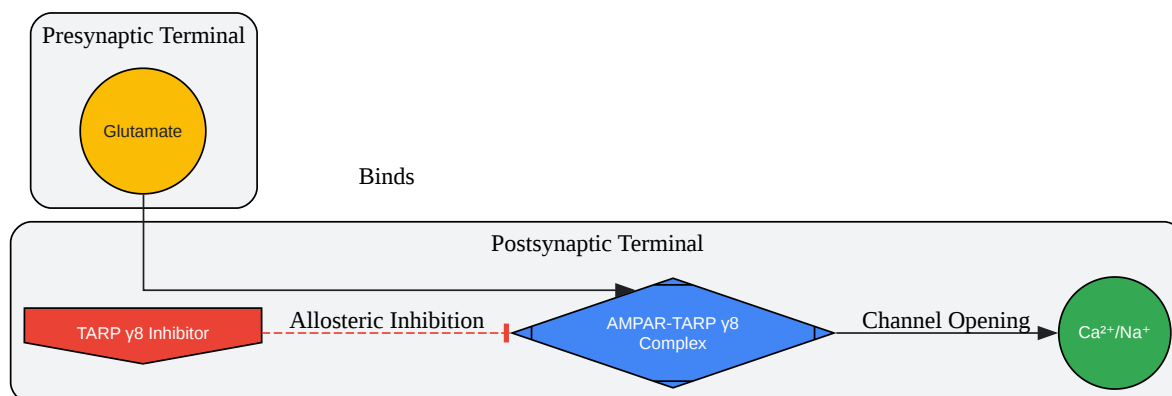 Presynaptic Terminal
Glutamate
Binds
Postsynaptic Terminal
TARP γ8 Inhibitor
Allosteric Inhibition
AMPAR-TARP γ8
Complex
Channel Opening
Ca²⁺/Na⁺